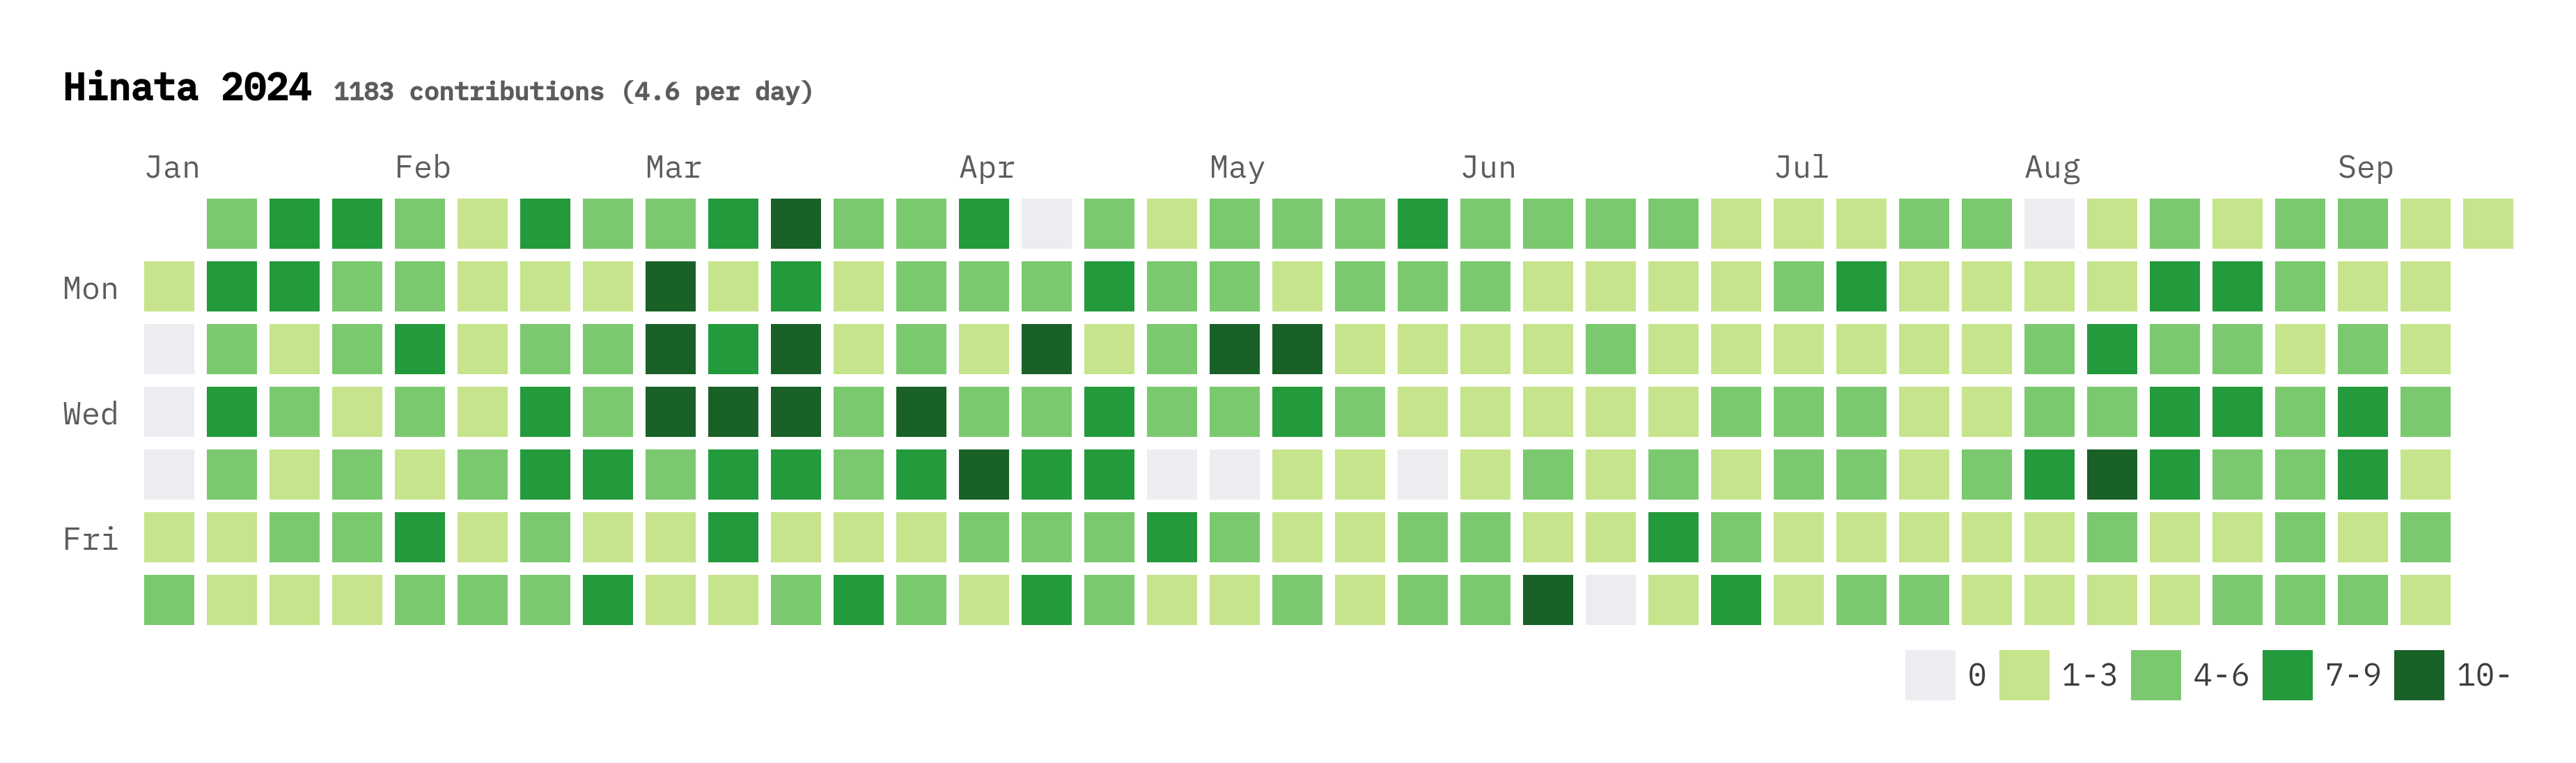 Hinata 2024 1183 contributions (4.6 per day)
Jan Feb Mar Apr May Jun Jul Aug Sep
Mon
Wed
Fri
0 1-3 4-6 7-9 10-